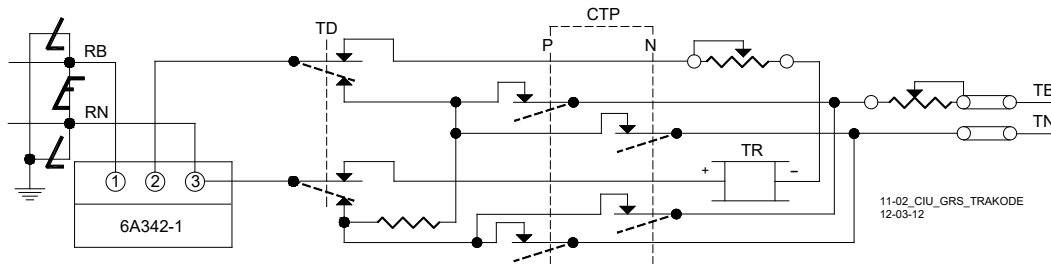 CTP
TD
P N
RB
RN
TB
TN
TR
+ −
1 2 3
6A342-1
11-02_CIU_GRS_TRAKODE
12-03-12